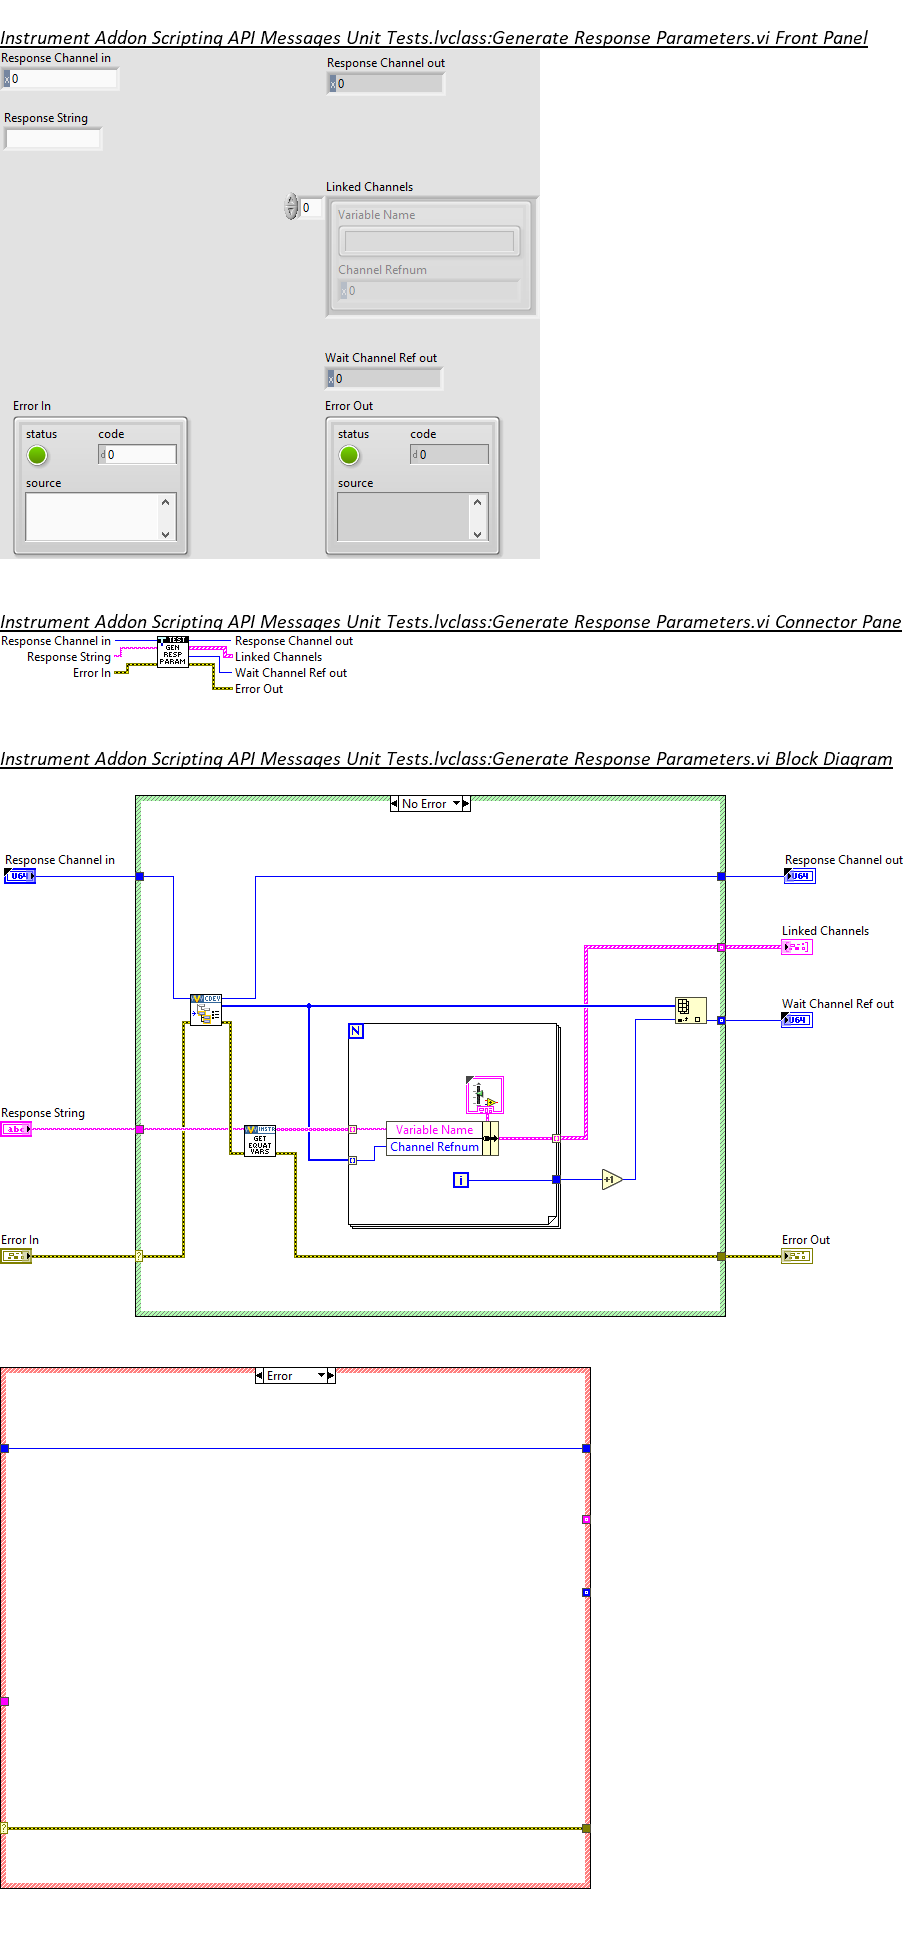 Instrument Addon Scripting API Messages Unit Tests.lvclass:Generate Response Parameters.vi Front Panel
Response Channel in
x 0
Response Channel out
x 0
Response String
Linked Channels
0
Variable Name
Channel Refnum
x 0
Wait Channel Ref out
x 0
Error In
status code
d 0
source
Error Out
status code
d 0
source
Instrument Addon Scripting API Messages Unit Tests.lvclass:Generate Response Parameters.vi Connector Pane
Response Channel in
Response String
Error In
TEST
GEN
RESP
PARAM
Response Channel out
Linked Channels
Wait Channel Ref out
Error Out
Instrument Addon Scripting API Messages Unit Tests.lvclass:Generate Response Parameters.vi Block Diagram
No Error
Response Channel in
U64
Response Channel out
U64
Linked Channels
Wait Channel Ref out
U64
CDEV
N
Response String
abc
INSTR
GET
EQUAT
VARS
Variable Name
Channel Refnum
i
+1
Error In
?
Error Out
Error
?